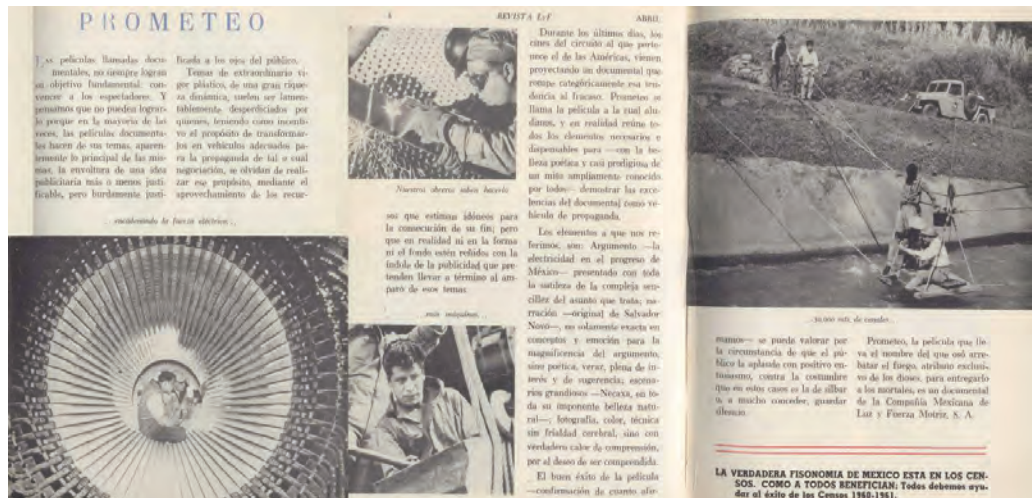 PROMETEO
Las películas llamadas docu-
mentales, no siempre logran
su objetivo fundamental: con-
vencer a los espectadores. Y
pensamos que no pueden lograr-
lo porque en la mayoría de las
veces, las películas documenta-
les hacen de sus temas, aparen-
temente lo principal de las mis-
mas, la envoltura de una idea
publicitaria más o menos justi-
ficable, pero burdamente justi-
ficada a los ojos del público.
Temas de extraordinario vi-
gor plástico, de una gran rique-
za dinámica, suelen ser lamen-
tablemente desperdiciados por
quienes, teniendo como incenti-
vo el propósito de transformar-
los en vehículos adecuados pa-
ra la propaganda de tal o cual
negociación, se olvidan de reali-
zar ese propósito, mediante el
aprovechamiento de los recur-
...encadenando la fuerza eléctrica...
4
REVISTA LyF
ABRIL
Nuestros obreros saben hacerlo
sos que estiman idóneos para
la consecución de su fin; pero
que en realidad ni en la forma
ni el fondo estén reñidos con la
índole de la publicidad que pre-
tenden llevar a término al am-
paro de esos temas.
...más máquinas...
Durante los últimos días, los
cines del circuito al que perte-
nece el de las Américas, vienen
proyectando un documental que
rompe categóricamente esa ten-
dencia al fracaso. Prometeo se
llama la película a la cual alu-
dimos, y en realidad reúne to-
dos los elementos necesarios e
dispensables para —con la be-
lleza poética y casi prodigiosa de
un mito ampliamente conocido
por todos— demostrar las exce-
lencias del documental como ve-
hículo de propaganda.
Los elementos a que nos re-
ferimos, son: Argumento —la
electricidad en el progreso de
México— presentado con toda
la sutileza de la compleja sen-
cillez del asunto que trata; na-
rración —original de Salvador
Novo—, no solamente exacta en
conceptos y emoción para la
magnificencia del argumento,
sino poética, veraz, plena de in-
terés y de sugerencia; escena-
rios grandiosos —Necaxa, en to-
da su imponente belleza natu-
ral—; fotografía, color, técnica
sin frialdad cerebral, sino con
verdadero calor de comprensión,
por el deseo de ser comprendida.
El buen éxito de la película
—confirmación de cuanto afir-
mamos— se puede valorar por
la circunstancia de que el pú-
blico la aplaude con positivo en-
tusiasmo, contra la costumbre
que en estos casos es la de silbar
o, a mucho conceder, guardar
silencio.
Prometeo, la película que lle-
va el nombre del que osó arre-
batar el fuego, atributo exclusi-
vo de los dioses, para entregarlo
a los mortales, es un documental
de la Compañía Mexicana de
Luz y Fuerza Motriz, S. A.
LA VERDADERA FISONOMIA DE MEXICO ESTA EN LOS CEN-
SOS. COMO A TODOS BENEFICIAN: Todos debemos ayu-
dar al éxito de los Censos 1960-1961.